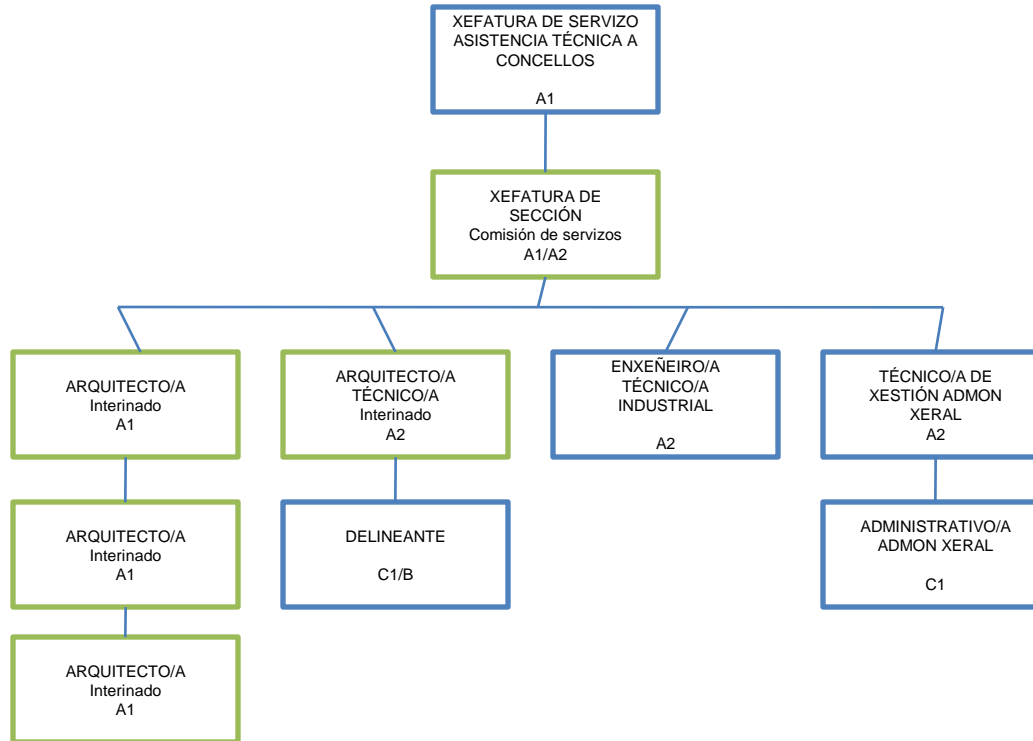 XEFATURA DE SERVIZO
ASISTENCIA TÉCNICA A
CONCELLOS
A1
XEFATURA DE
SECCIÓN
Comisión de servizos
A1/A2
ARQUITECTO/A
Interinado
A1
ARQUITECTO/A
TÉCNICO/A
Interinado
A2
ENXEÑEIRO/A
TÉCNICO/A
INDUSTRIAL
A2
TÉCNICO/A DE
XESTIÓN ADMON
XERAL
A2
ARQUITECTO/A
Interinado
A1
DELINEANTE
C1/B
ADMINISTRATIVO/A
ADMON XERAL
C1
ARQUITECTO/A
Interinado
A1